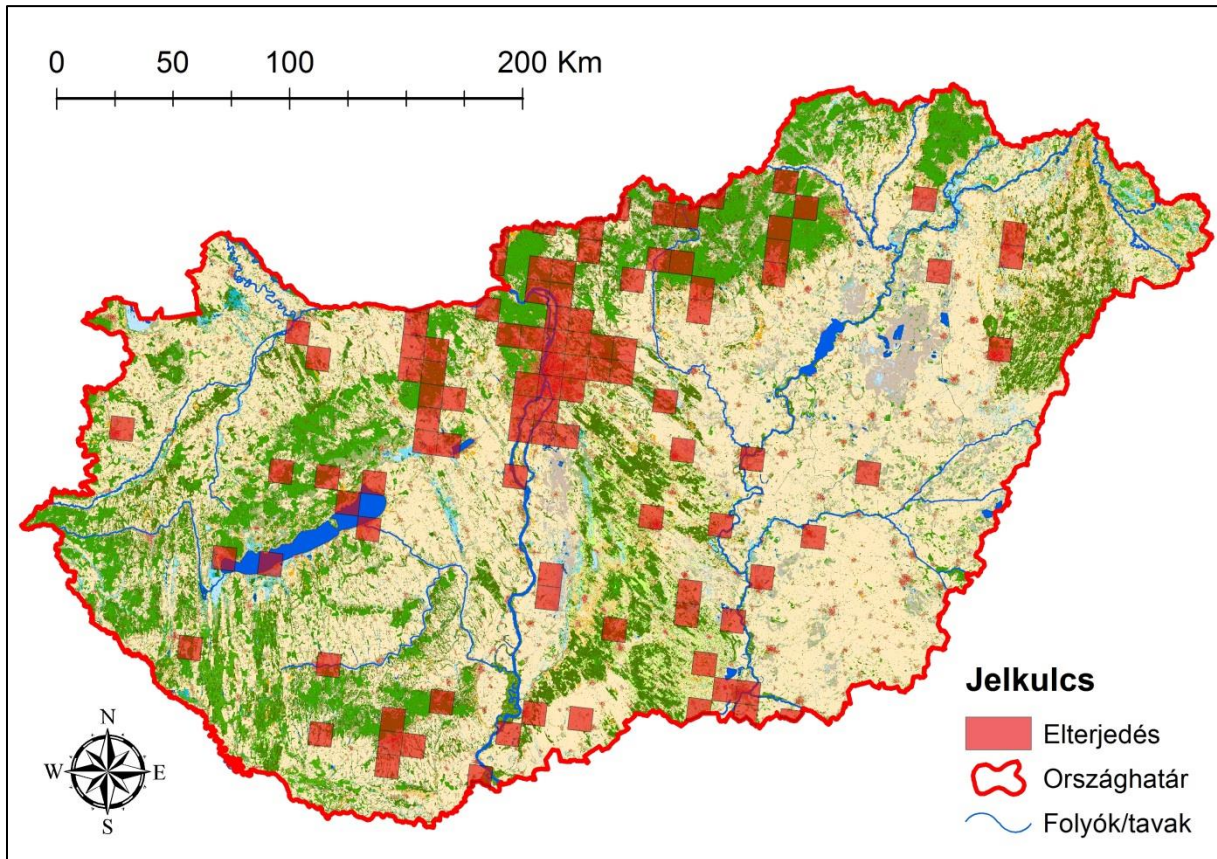 0 50 100 200 Km
Jelkulcs
Elterjedés
Országhatár
Folyók/tavak
N
W E
S